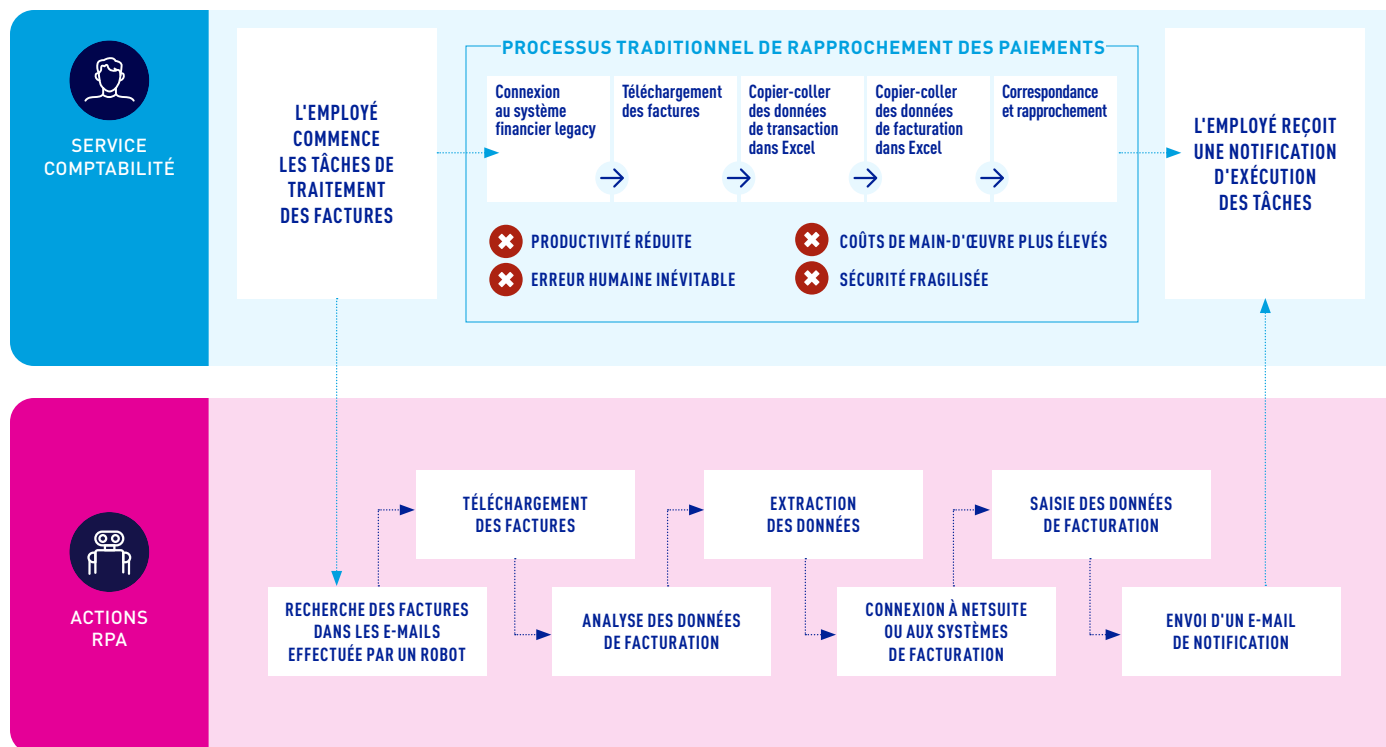 SERVICE
COMPTABILITÉ
L'EMPLOYÉ
COMMENCE
LES TÂCHES DE
TRAITEMENT
DES FACTURES
PROCESSUS TRADITIONNEL DE RAPPROCHEMENT DES PAIEMENTS
Connexion
au système
financier legacy
Téléchargement
des factures
Copier-coller
des données
de transaction
dans Excel
Copier-coller
des données
de facturation
dans Excel
Correspondance
et rapprochement
PRODUCTIVITÉ RÉDUITE
ERREUR HUMAINE INÉVITABLE
COÛTS DE MAIN-D'ŒUVRE PLUS ÉLEVÉS
SÉCURITÉ FRAGILISÉE
L'EMPLOYÉ REÇOIT
UNE NOTIFICATION
D'EXÉCUTION
DES TÂCHES
ACTIONS
RPA
RECHERCHE DES FACTURES
DANS LES E-MAILS
EFFECTUÉE PAR UN ROBOT
TÉLÉCHARGEMENT
DES FACTURES
ANALYSE DES DONNÉES
DE FACTURATION
EXTRACTION
DES DONNÉES
CONNEXION À NETSUITE
OU AUX SYSTÈMES
DE FACTURATION
SAISIE DES DONNÉES
DE FACTURATION
ENVOI D'UN E-MAIL
DE NOTIFICATION